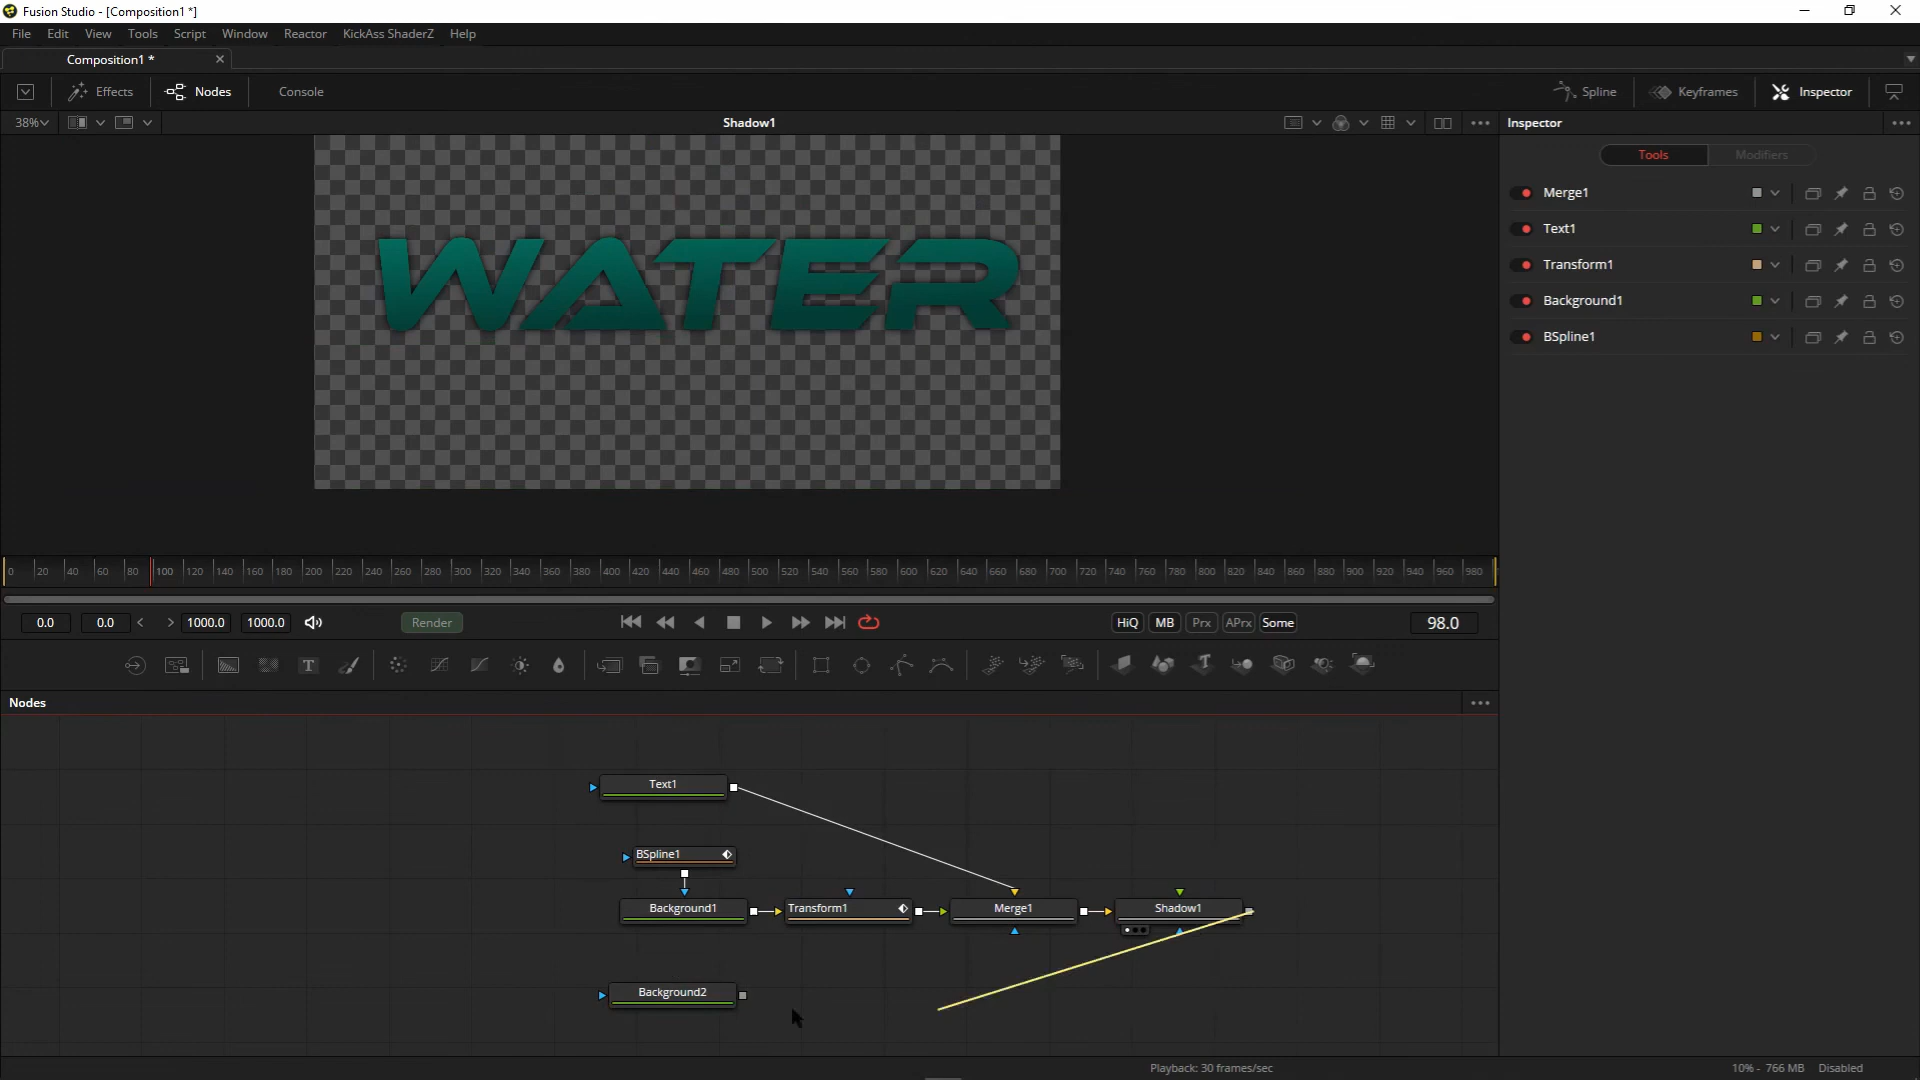 Fusion Studio - [Composition1 *]
File Edit View Tools Script Window Reactor KickAss ShaderZ Help
Composition1 *
Effects Nodes Console Spline Keyframes Inspector
38% Shadow1 Inspector
Tools Modifiers
Merge1
Text1
Transform1
Background1
BSpline1
WATER
0 20 40 60 80 100 120 140 160 180 200 220 240 260 280 300 320 340 360 380 400 420 440 460 480 500 520 540 560 580 600 620 640 660 680 700 720 740 760 780 800 820 840 860 880 900 920 940 960 980
0.0 0.0 1000.0 1000.0 Render HiQ MB Prx APrx Some 98.0
Nodes
Text1
BSpline1
Background1 Transform1 Merge1 Shadow1
Background2
Playback: 30 frames/sec 10% - 766 MB Disabled